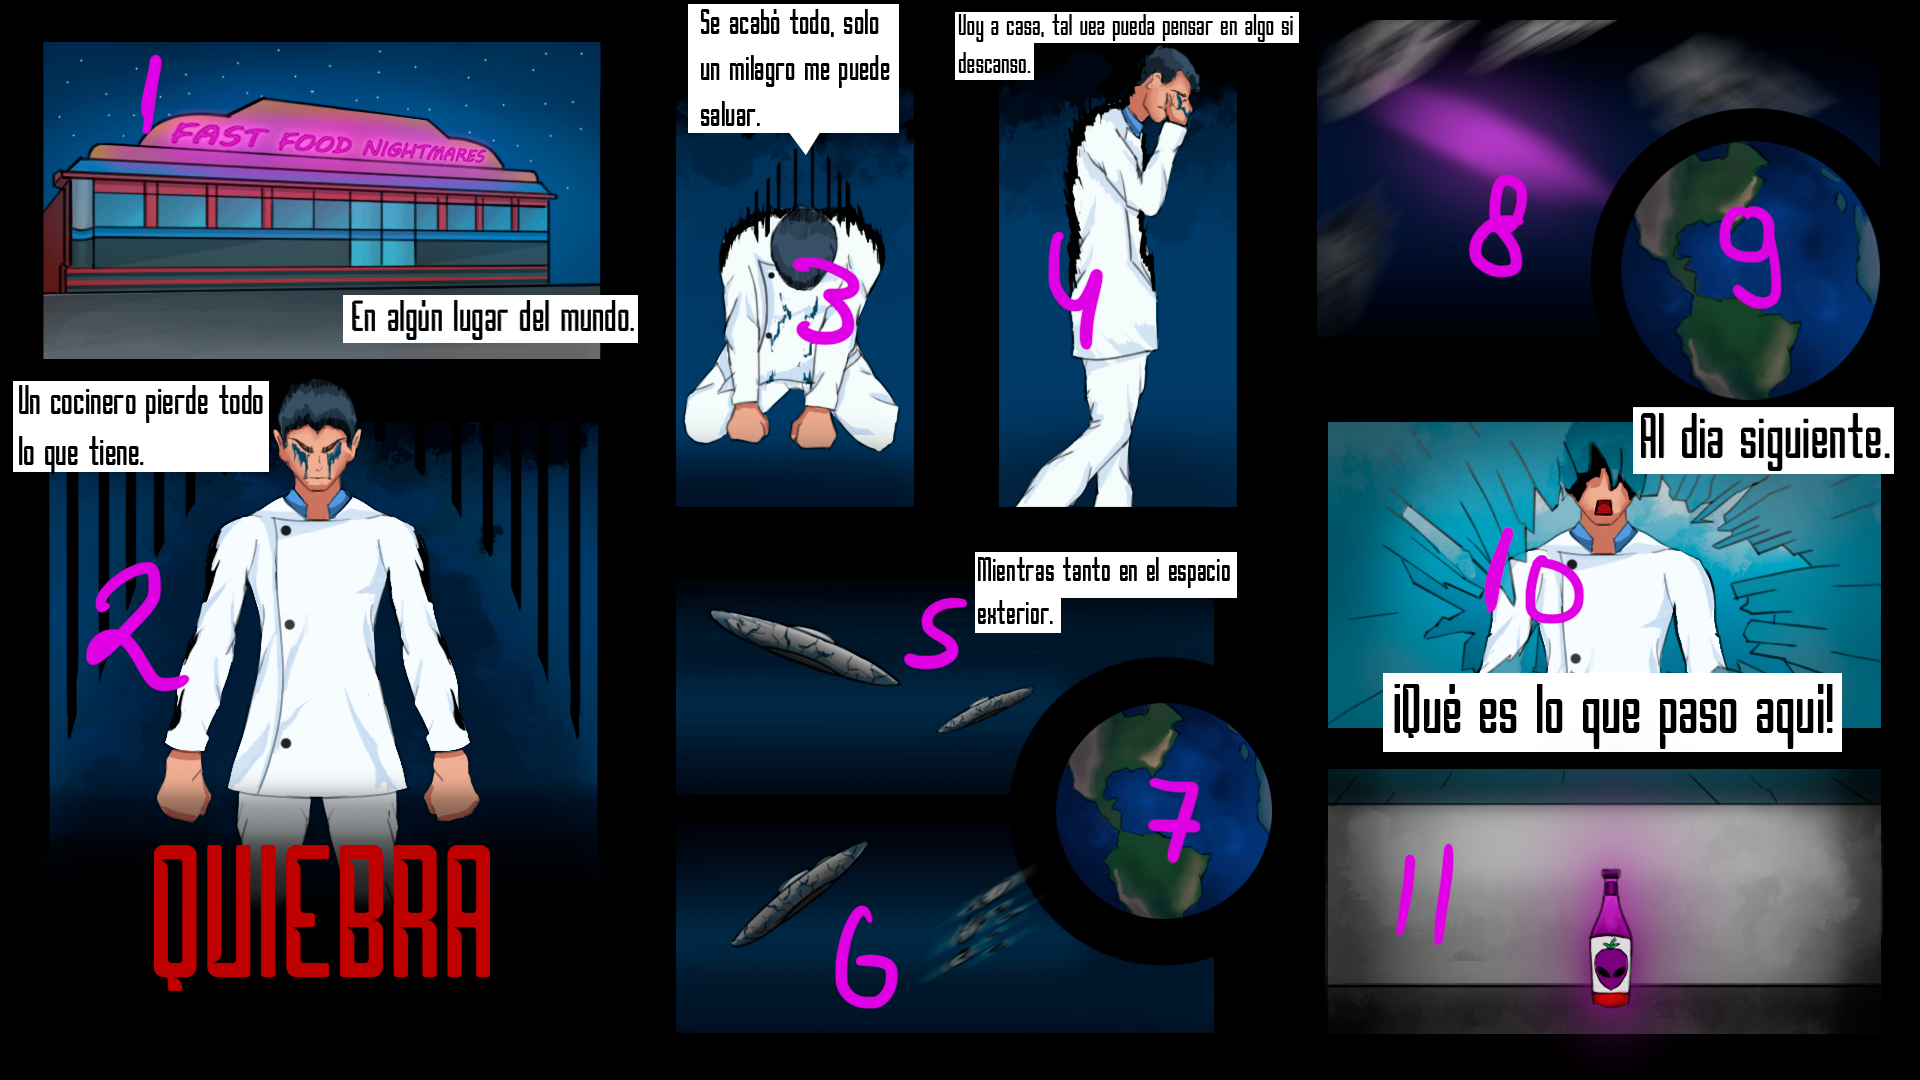 1
FAST FOOD NIGHTMARES
En algún lugar del mundo.
Un cocinero pierde todo
lo que tiene.
2
QUIEBRA
Se acabó todo, solo
un milagro me puede
salvar.
3
Voy a casa, tal vez pueda pensar en algo si
descanso.
4
Mientras tanto en el espacio
exterior.
5
6
7
8
9
Al dia siguiente.
10
¡Qué es lo que paso aquí!
11